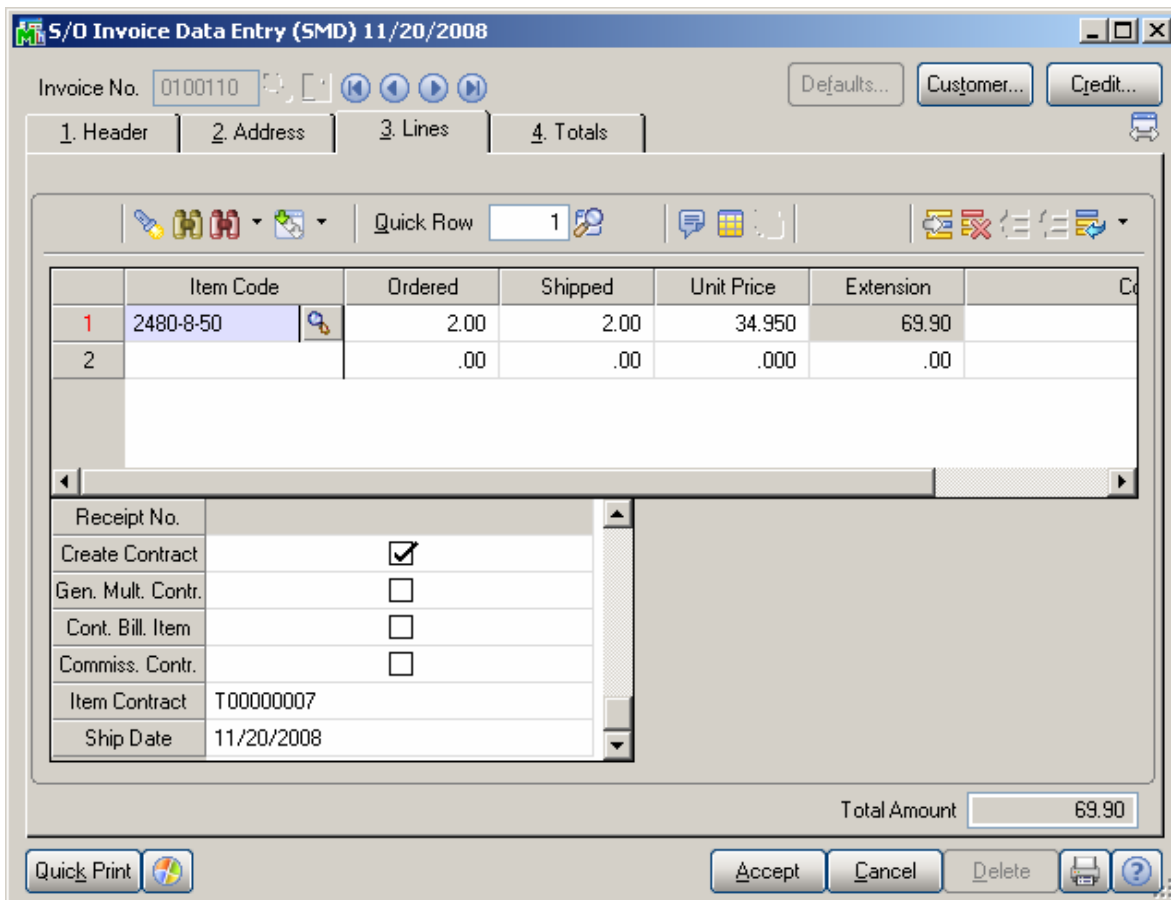 S/O Invoice Data Entry (SMD) 11/20/2008
Invoice No. 0100110 Defaults... Customer... Credit...
1. Header 2. Address 3. Lines 4. Totals
Quick Row 1
Item Code Ordered Shipped Unit Price Extension
1 2480-8-50 2.00 2.00 34.950 69.90
2 .00 .00 .000 .00
Receipt No.
Create Contract
Gen. Mult. Contr.
Cont. Bill. Item
Commiss. Contr.
Item Contract T00000007
Ship Date 11/20/2008
Total Amount 69.90
Quick Print Accept Cancel Delete